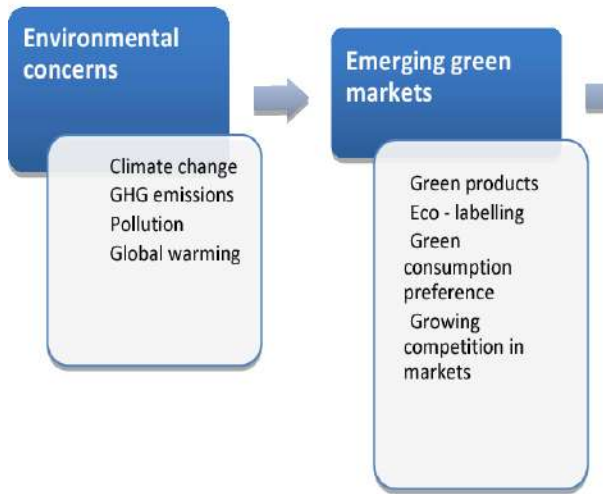 Environmental
concerns
Climate change
GHG emissions
Pollution
Global warming
Emerging green
markets
Green products
Eco - labelling
Green
consumption
preference
Growing
competition in
markets